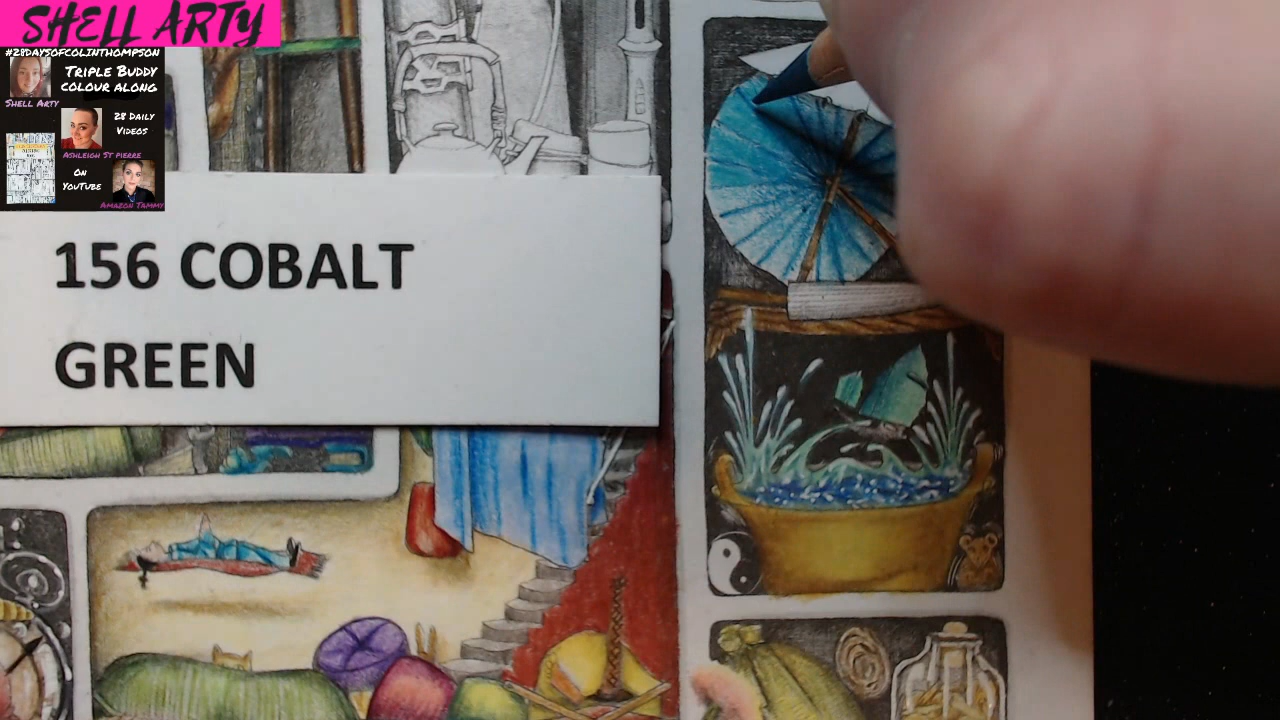 SHELL ARTY
#28DAYSOFCOLINTHOMPSON
TRIPLE BUDDY
COLOUR ALONG
SHELL ARTY
28 DAILY
VIDEOS
ASHLEIGH ST PIERRE
ON
YOUTUBE
AMAZON TAMMY
156 COBALT
GREEN